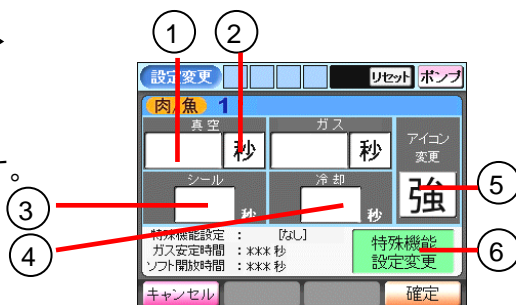 ① ②
設定変更 リセット ポンプ
肉/魚 1
真空 ガス
秒 秒
アイコン
変更
シール 冷却
秒 秒
強
特殊機能設定 : [なし]
ガス安定時間 : *** 秒
ソフト開放時間 : *** 秒
特殊機能
設定変更
キャンセル 確定
。
③
④
⑤
⑥